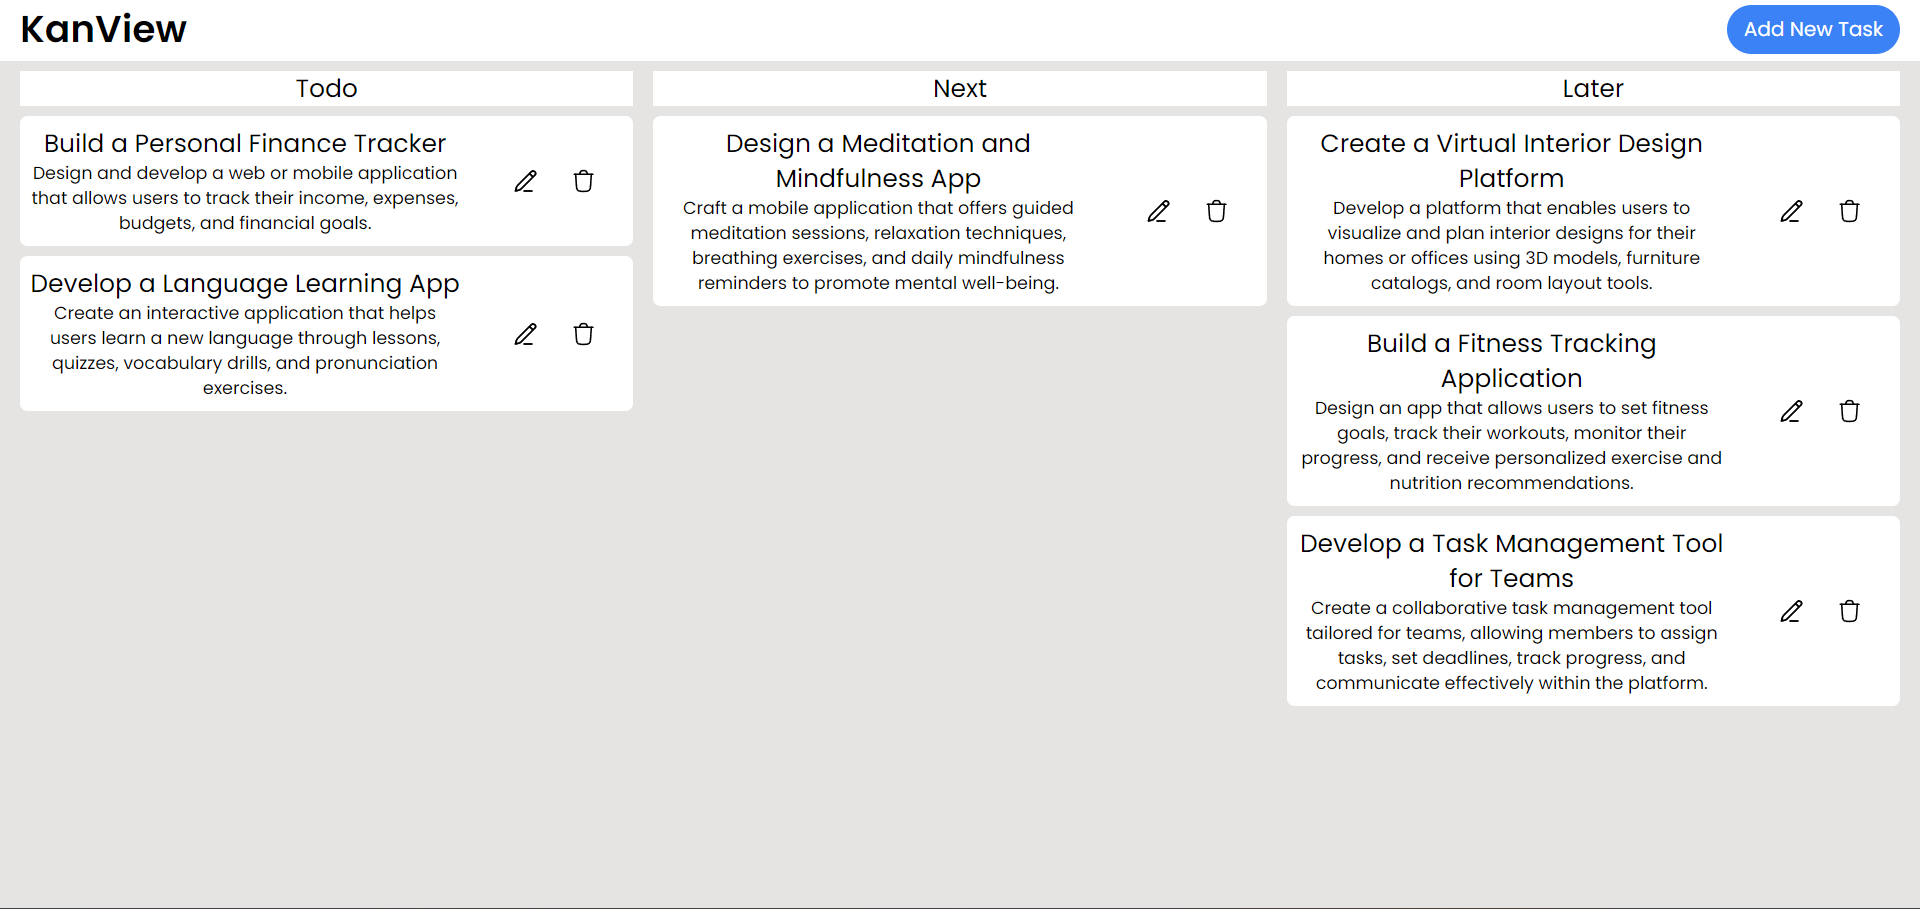 KanView
Add New Task
Todo
Build a Personal Finance Tracker
Design and develop a web or mobile application
that allows users to track their income, expenses,
budgets, and financial goals.
Develop a Language Learning App
Create an interactive application that helps
users learn a new language through lessons,
quizzes, vocabulary drills, and pronunciation
exercises.
Next
Design a Meditation and
Mindfulness App
Craft a mobile application that offers guided
meditation sessions, relaxation techniques,
breathing exercises, and daily mindfulness
reminders to promote mental well-being.
Later
Create a Virtual Interior Design
Platform
Develop a platform that enables users to
visualize and plan interior designs for their
homes or offices using 3D models, furniture
catalogs, and room layout tools.
Build a Fitness Tracking
Application
Design an app that allows users to set fitness
goals, track their workouts, monitor their
progress, and receive personalized exercise and
nutrition recommendations.
Develop a Task Management Tool
for Teams
Create a collaborative task management tool
tailored for teams, allowing members to assign
tasks, set deadlines, track progress, and
communicate effectively within the platform.